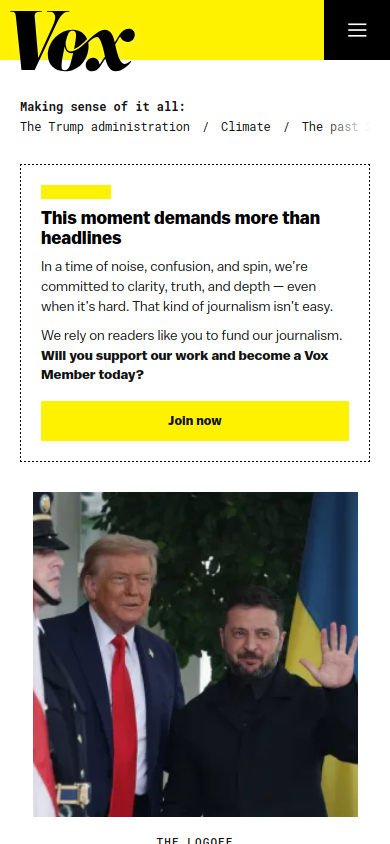 Vox
Making sense of it all:
The Trump administration / Climate / The past
This moment demands more than
headlines
In a time of noise, confusion, and spin, we're
committed to clarity, truth, and depth — even
when it's hard. That kind of journalism isn't easy.
We rely on readers like you to fund our journalism.
Will you support our work and become a Vox
Member today?
Join now
THE LOGOFF